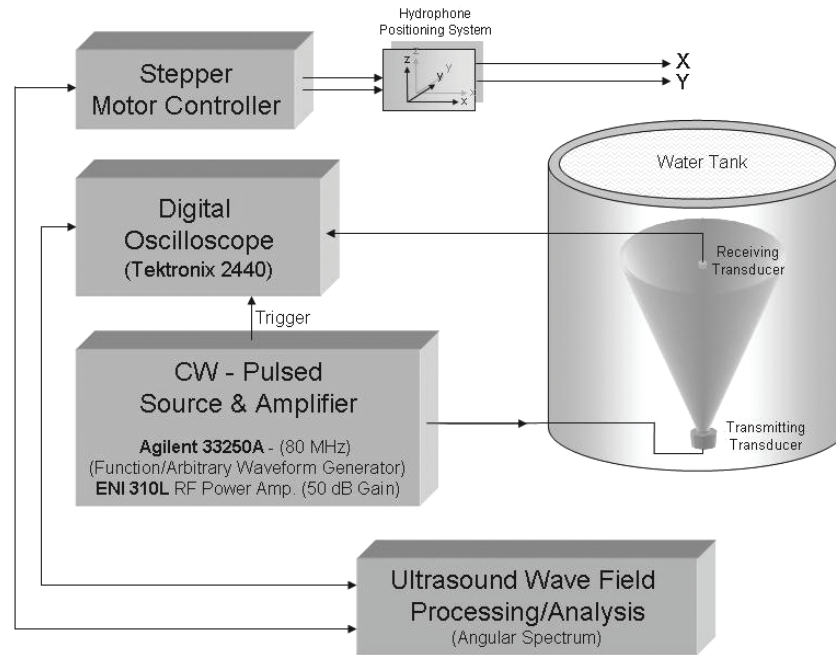 Hydrophone
Positioning System
Stepper
Motor Controller
z
z
y
y
x
x
X
Y
Water Tank
Digital
Oscilloscope
(Tektronix 2440)
Receiving
Transducer
Trigger
CW - Pulsed
Source & Amplifier
Agilent 33250A - (80 MHz)
(Function/Arbitrary Waveform Generator)
ENI 310L RF Power Amp. (50 dB Gain)
Transmitting
Transducer
Ultrasound Wave Field
Processing/Analysis
(Angular Spectrum)